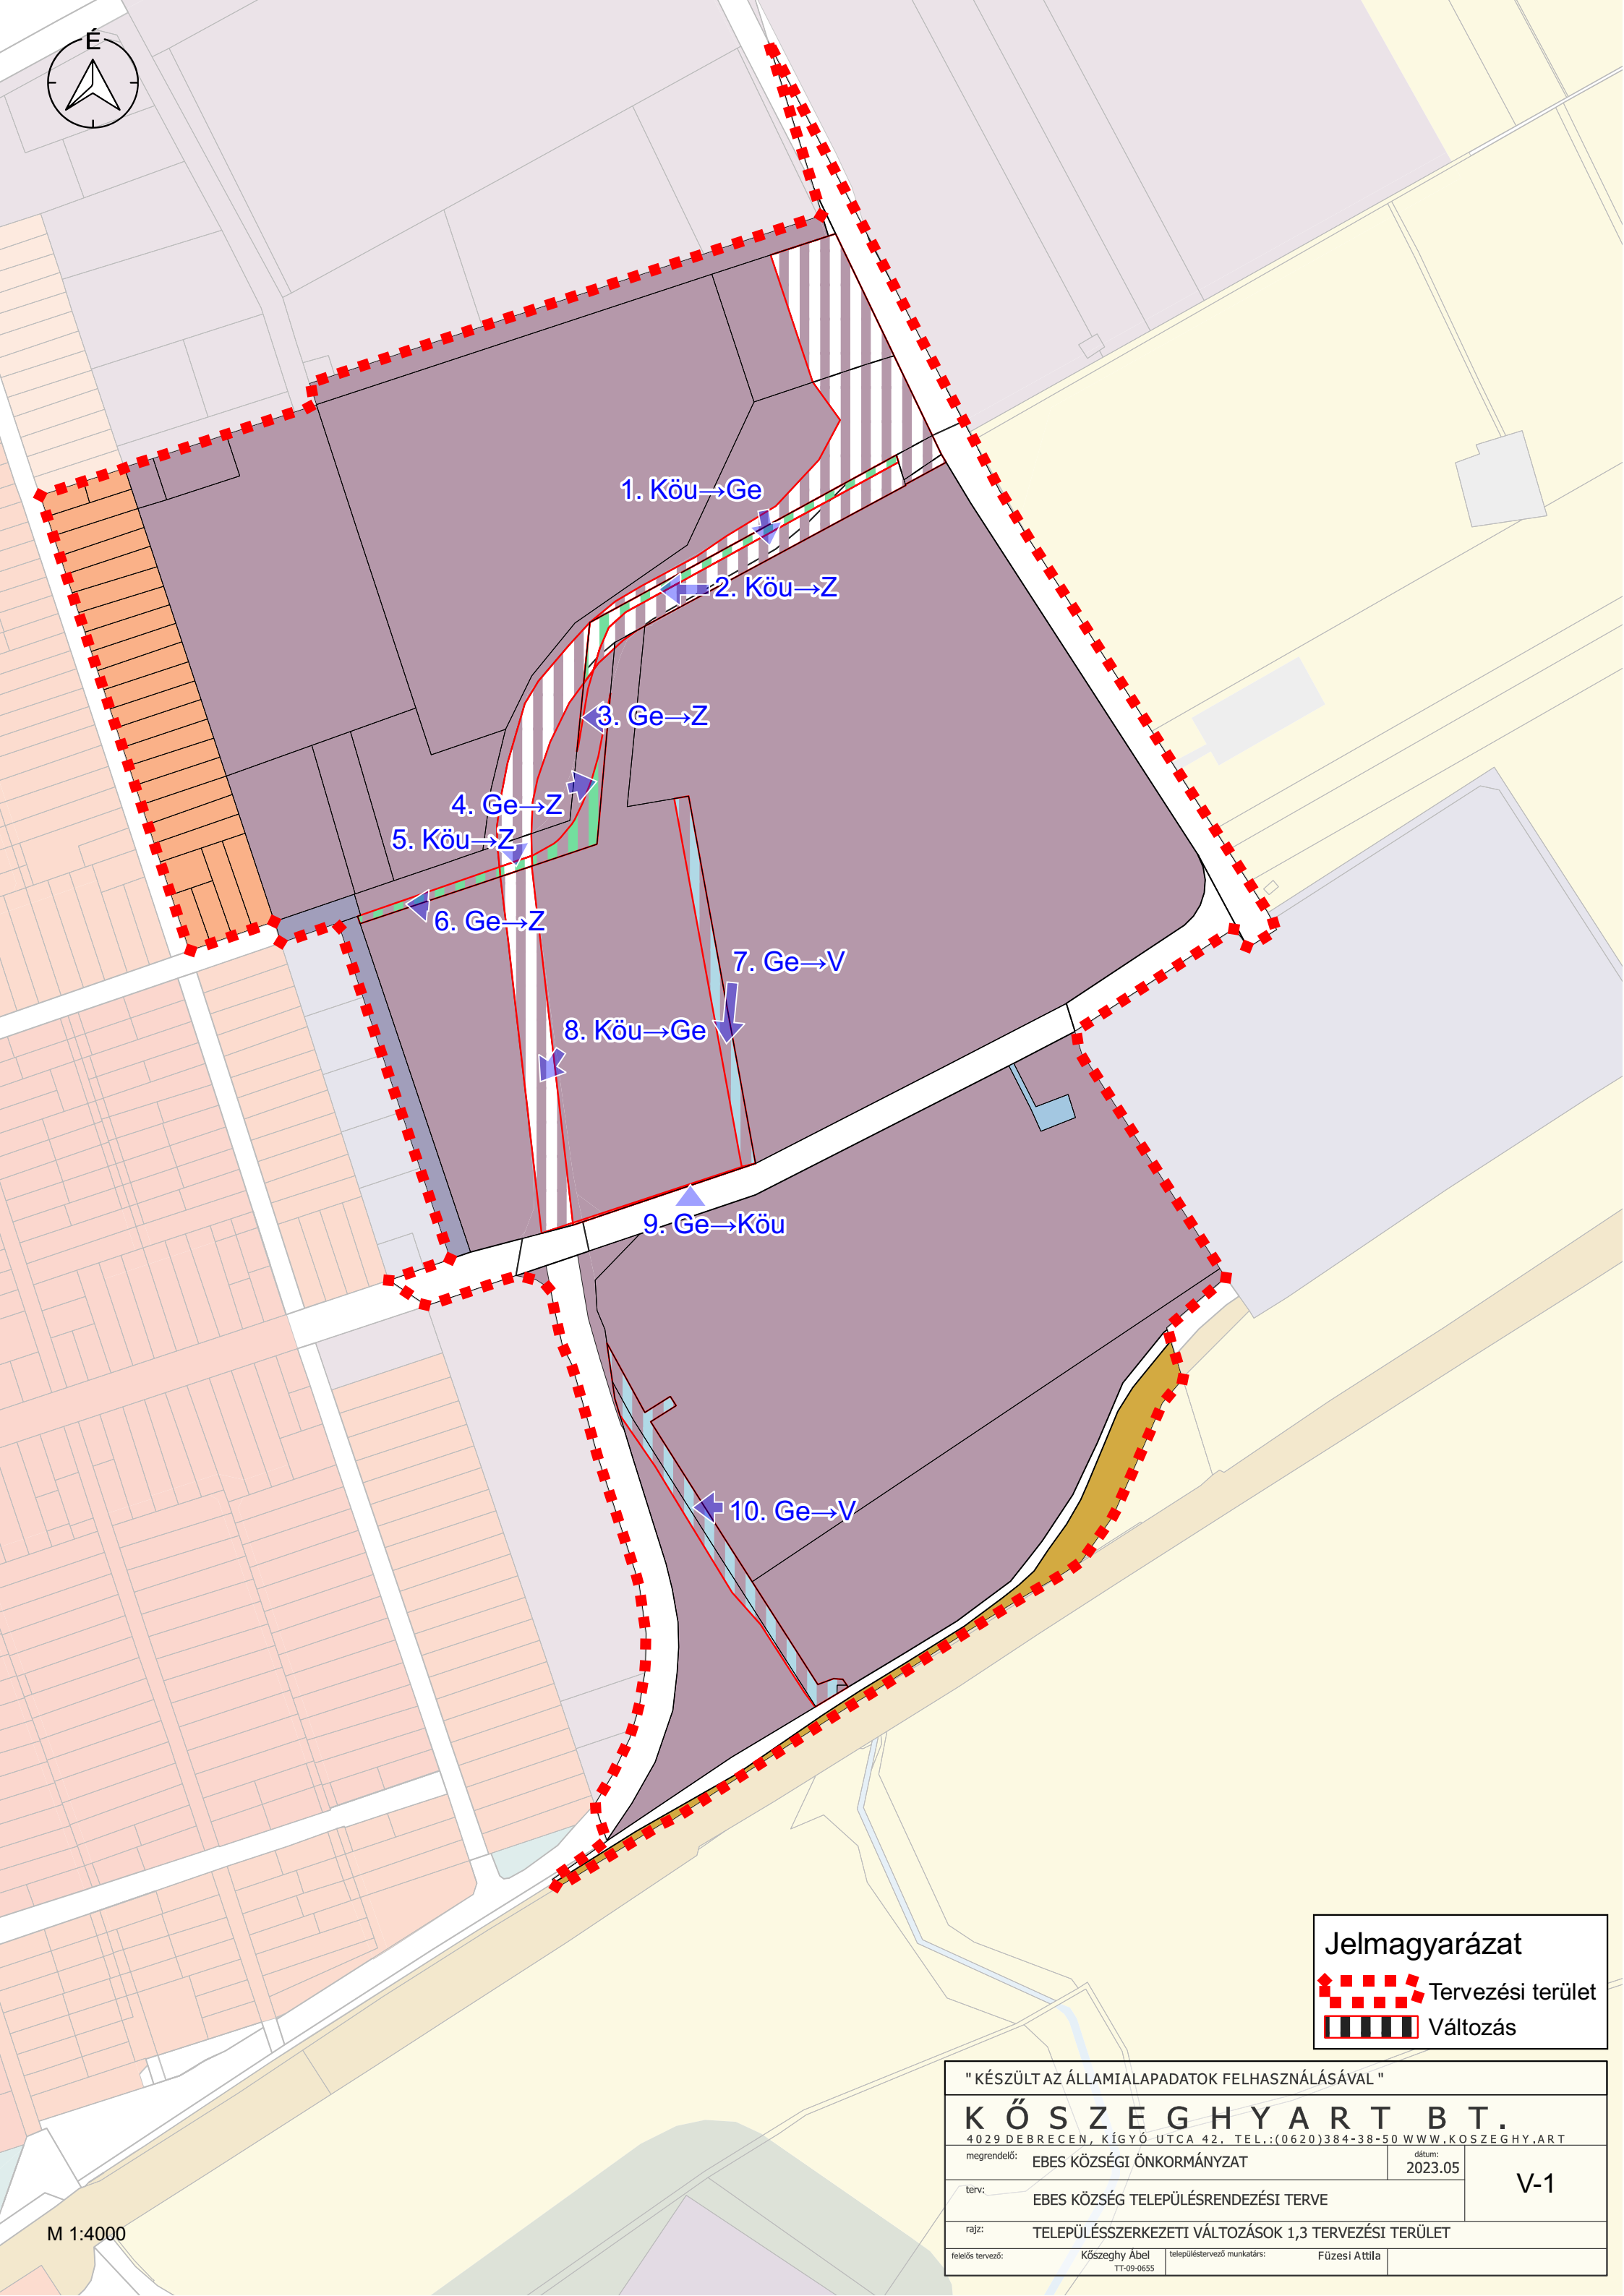 É
1. Köu→Ge
2. Köu→Z
3. Ge→Z
4. Ge→Z
5. Köu→Z
6. Ge→Z
7. Ge→V
8. Köu→Ge
9. Ge→Köu
10. Ge→V
Jelmagyarázat
Tervezési terület
Változás
"KÉSZÜLT AZ ÁLLAMI ALAPADATOK FELHASZNÁLÁSÁVAL"
KŐSZEGHYART BT.
4029 DEBRECEN, KÍGYÓ UTCA 42. TEL.:(0620)384-38-50 WWW.KOSZEGHY.ART
megrendelő: EBES KÖZSÉGI ÖNKORMÁNYZAT
dátum:
2023.05
V-1
terv: EBES KÖZSÉG TELEPÜLÉSRENDEZÉSI TERVE
rajz: TELEPÜLÉSSZERKEZETI VÁLTOZÁSOK 1,3 TERVEZÉSI TERÜLET
felelős tervező: Kőszeghy Ábel településtervező munkatárs: Füzesi Attila
TT-09-0655
M 1:4000